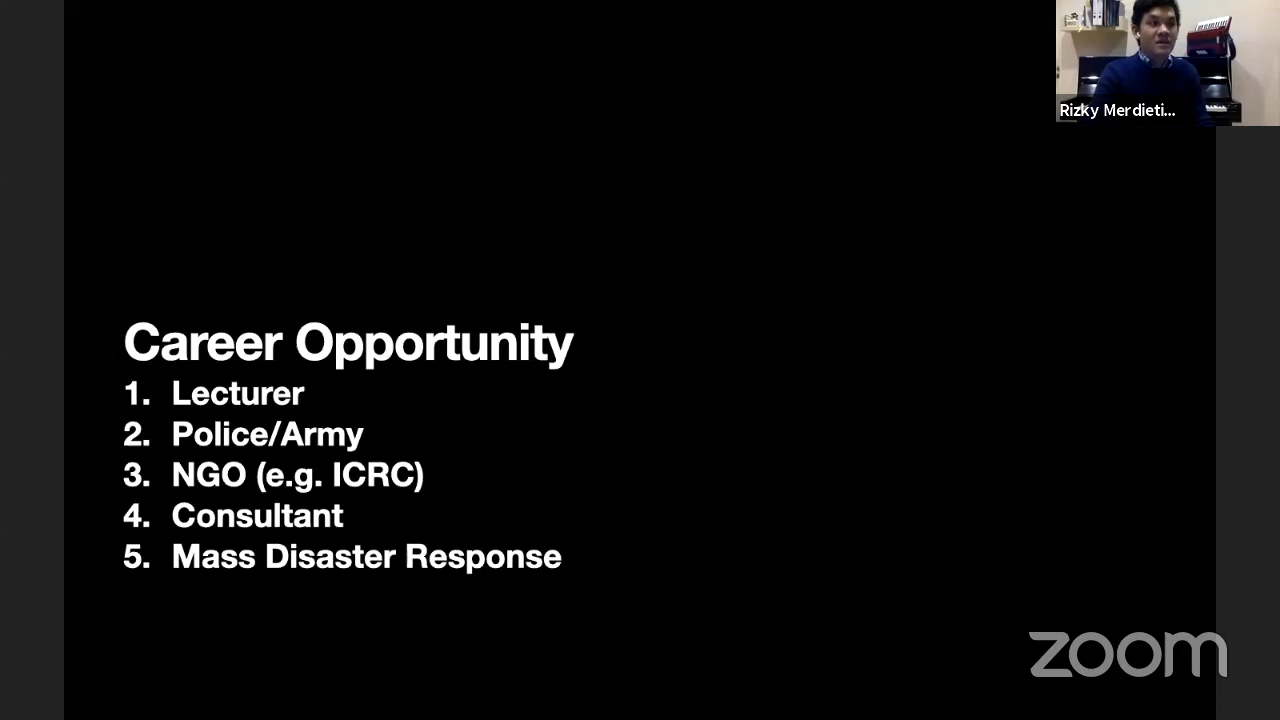 Rizky Merdieti...
Career Opportunity
1. Lecturer
2. Police/Army
3. NGO (e.g. ICRC)
4. Consultant
5. Mass Disaster Response
zoom